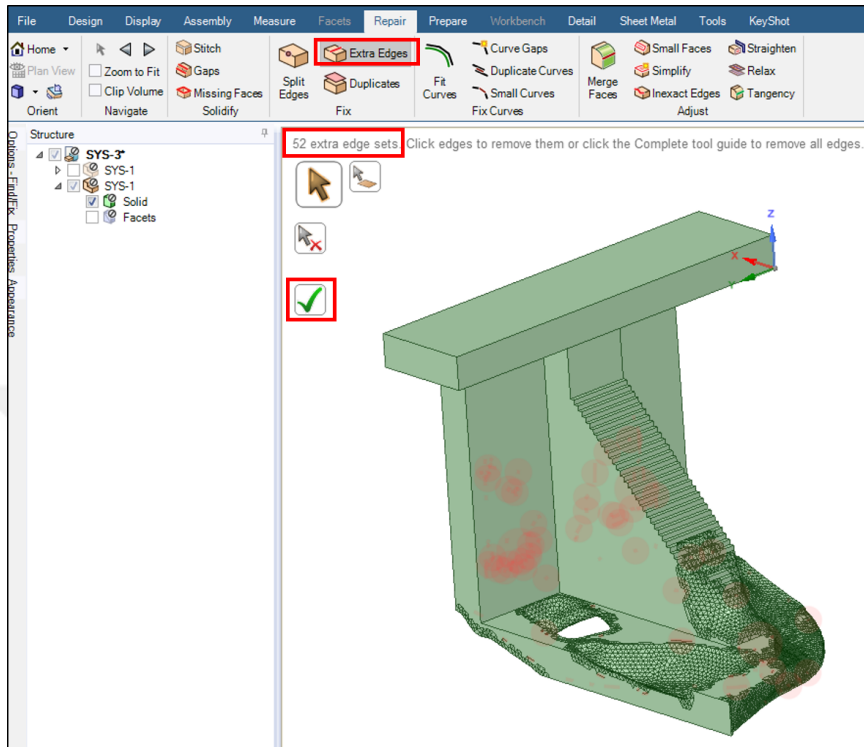 File Design Display Assembly Measure Facets Repair Prepare Workbench Detail Sheet Metal Tools KeyShot
Home Stitch Extra Edges Curve Gaps Small Faces Straighten
Plan View Zoom to Fit Gaps Split Edges Duplicates Fit Curves Duplicate Curves Merge Faces Simplify Relax
Clip Volume Missing Faces Small Curves Inexact Edges Tangency
Orient Navigate Solidify Fix Fix Curves Adjust
Options - Find/Fix Properties Appearance
Structure
SYS-3*
SYS-1
SYS-1
Solid
Facets
52 extra edge sets. Click edges to remove them or click the Complete tool guide to remove all edges.
Z
X
Y